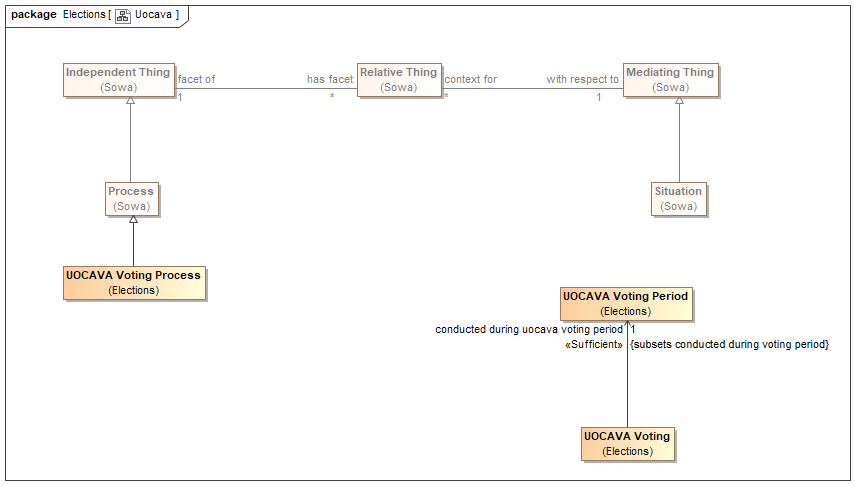 package Elections [ Uocava ]
Independent Thing
(Sowa)
facet of
1
has facet
*
Relative Thing
(Sowa)
context for
*
with respect to
1
Mediating Thing
(Sowa)
Process
(Sowa)
Situation
(Sowa)
UOCAVA Voting Process
(Elections)
UOCAVA Voting Period
(Elections)
conducted during uocava voting period
1
«Sufficient»
{subsets conducted during voting period}
UOCAVA Voting
(Elections)